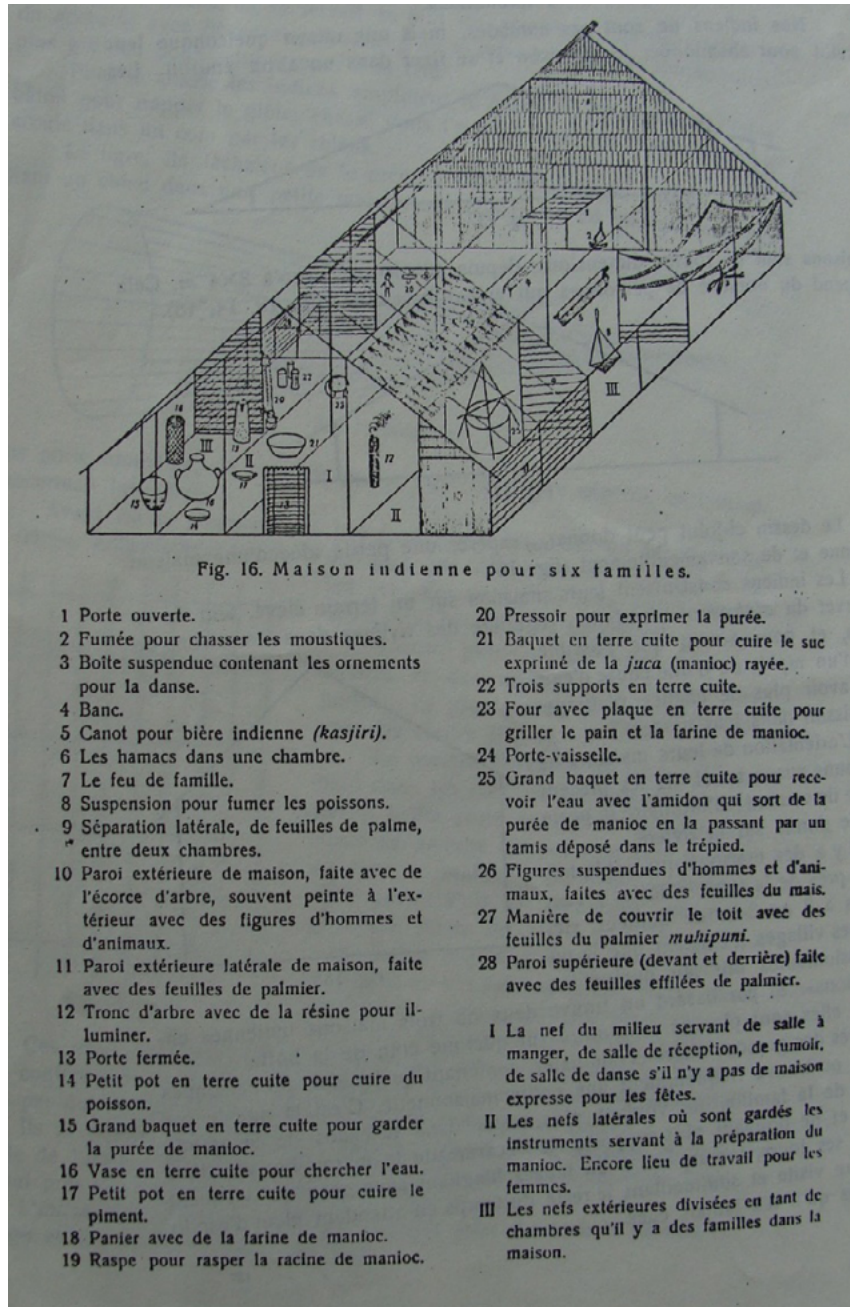 Fig. 16. Maison indienne pour six familles.
1 Porte ouverte.
2 Fumée pour chasser les moustiques.
3 Boîte suspendue contenant les ornements
pour la danse.
4 Banc.
5 Canot pour bière indienne (kasjiri).
6 Les hamacs dans une chambre.
7 Le feu de famille.
8 Suspension pour fumer les poissons.
9 Séparation latérale, de feuilles de palme,
entre deux chambres.
10 Paroi extérieure de maison, faite avec de
l'écorce d'arbre, souvent peinte à l'ex-
térieur avec des figures d'hommes et
d'animaux.
11 Paroi extérieure latérale de maison, faite
avec des feuilles de palmier.
12 Tronc d'arbre avec de la résine pour il-
luminer.
13 Porte fermée.
14 Petit pot en terre cuite pour cuire du
poisson.
15 Grand baquet en terre cuite pour garder
la purée de manioc.
16 Vase en terre cuite pour chercher l'eau.
17 Petit pot en terre cuite pour cuire le
piment.
18 Panier avec de la farine de manioc.
19 Raspe pour rasper la racine de manioc.
20 Pressoir pour exprimer la purée.
21 Baquet en terre cuite pour cuire le suc
exprimé de la juca (manioc) rayée.
22 Trois supports en terre cuite.
23 Four avec plaque en terre cuite pour
griller le pain et la farine de manioc.
24 Porte-vaisselle.
25 Grand baquet en terre cuite pour rece-
voir l'eau avec l'amidon qui sort de la
purée de manioc en la passant par un
tamis déposé dans le trépied.
26 Figures suspendues d'hommes et d'ani-
maux, faites avec des feuilles du mais.
27 Manière de couvrir le toit avec des
feuilles du palmier muhipuni.
28 Paroi supérieure (devant et derrière) faite
avec des feuilles effilées de palmier.
I La nef du milieu servant de salle à
manger, de salle de réception, de fumoir,
de salle de danse s'il n'y a pas de maison
expresse pour les fêtes.
II Les nefs latérales où sont gardés les
instruments servant à la préparation du
manioc. Encore lieu de travail pour les
femmes.
III Les nefs extérieures divisées en tant de
chambres qu'il y a des familles dans la
maison.